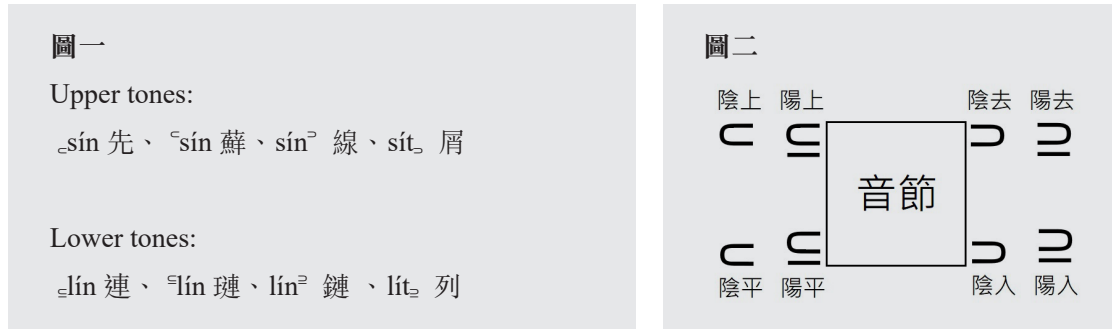 圖一
Upper tones:
꜀sín 先、 ꜂sín 蘚、sín꜄ 線、sít꜆ 屑
Lower tones:
꜁lín 連、 ꜃lín 璉、lín꜅ 鏈 、lít꜇ 列
圖二
陰上 陽上 陰去 陽去
⊂ ⊆ ⊃ ⊇
音節
⊂ ⊆ ⊃ ⊇
陰平 陽平 陰入 陽入